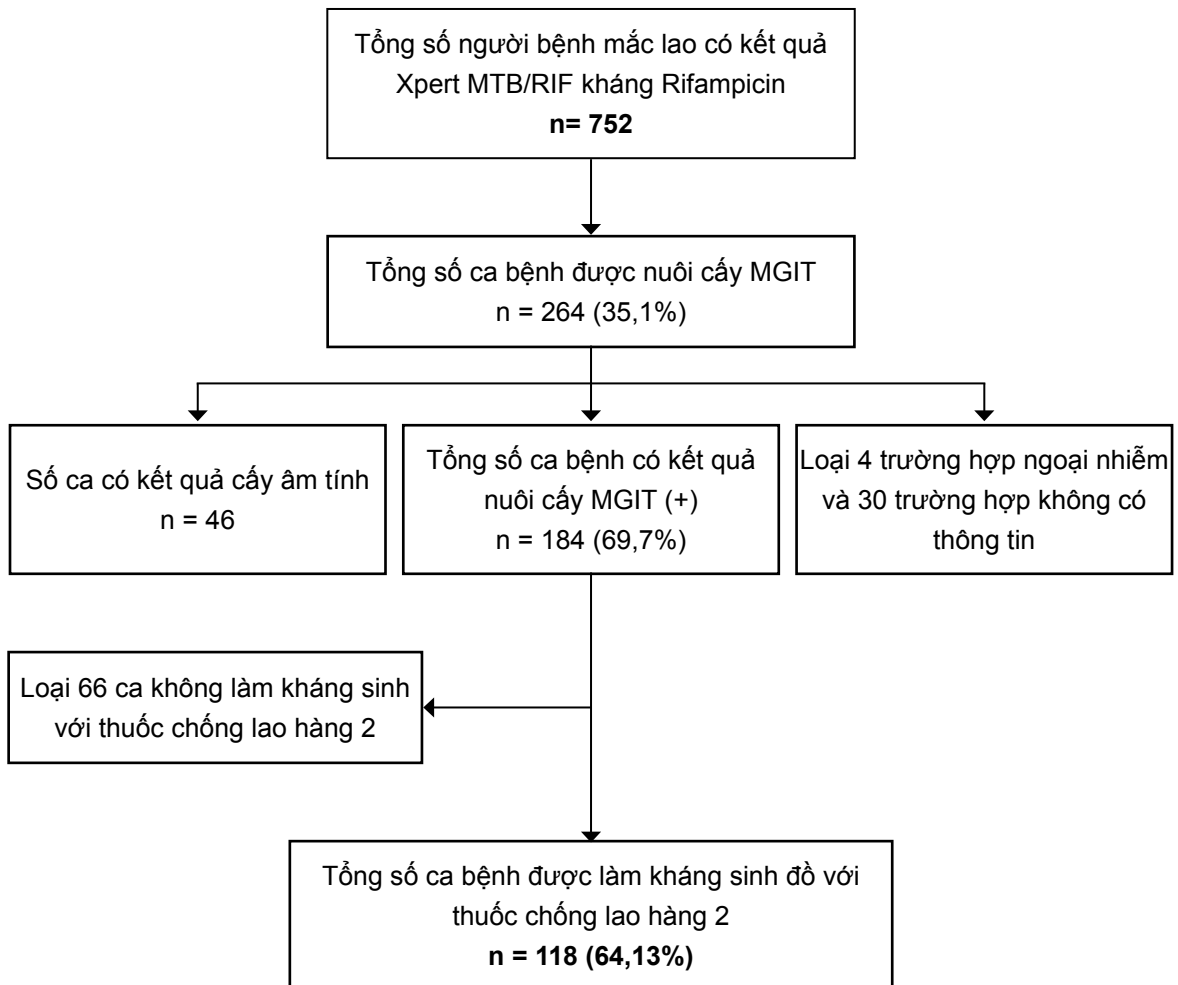 Tổng số người bệnh mắc lao có kết quả
Xpert MTB/RIF kháng Rifampicin
n= 752
Tổng số ca bệnh được nuôi cấy MGIT
n = 264 (35,1%)
Số ca có kết quả cấy âm tính
n = 46
Tổng số ca bệnh có kết quả
nuôi cấy MGIT (+)
n = 184 (69,7%)
Loại 4 trường hợp ngoại nhiễm
và 30 trường hợp không có
thông tin
Loại 66 ca không làm kháng sinh
với thuốc chống lao hàng 2
Tổng số ca bệnh được làm kháng sinh đồ với
thuốc chống lao hàng 2
n = 118 (64,13%)